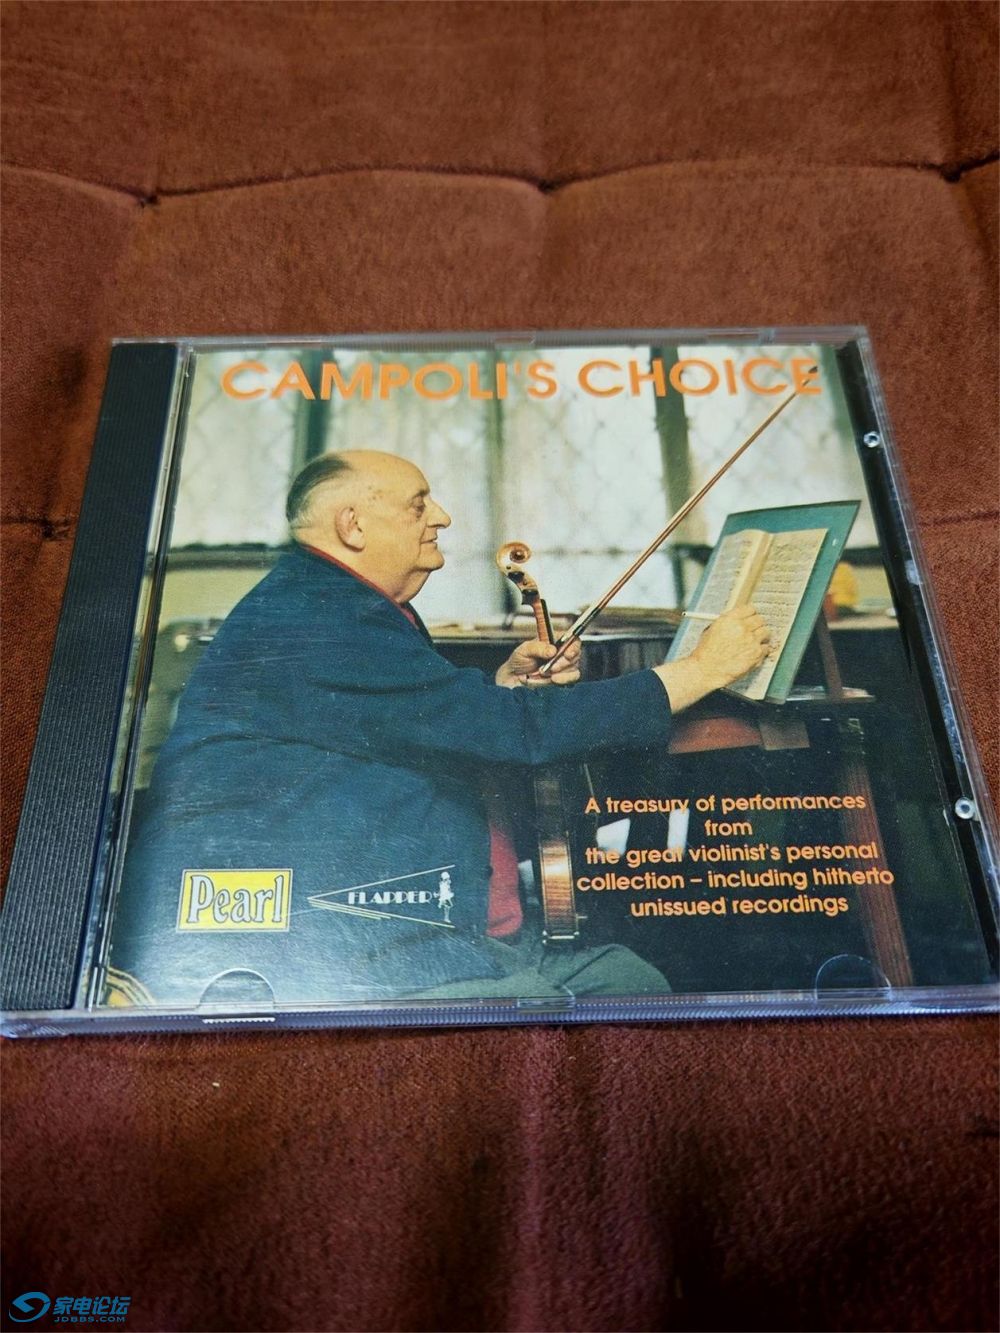 CAMPOLI'S CHOICE
A treasury of performances
from
the great violinist's personal
collection – including hitherto
unissued recordings
Pearl
FLAPPER
家电论坛
JDBBS.COM